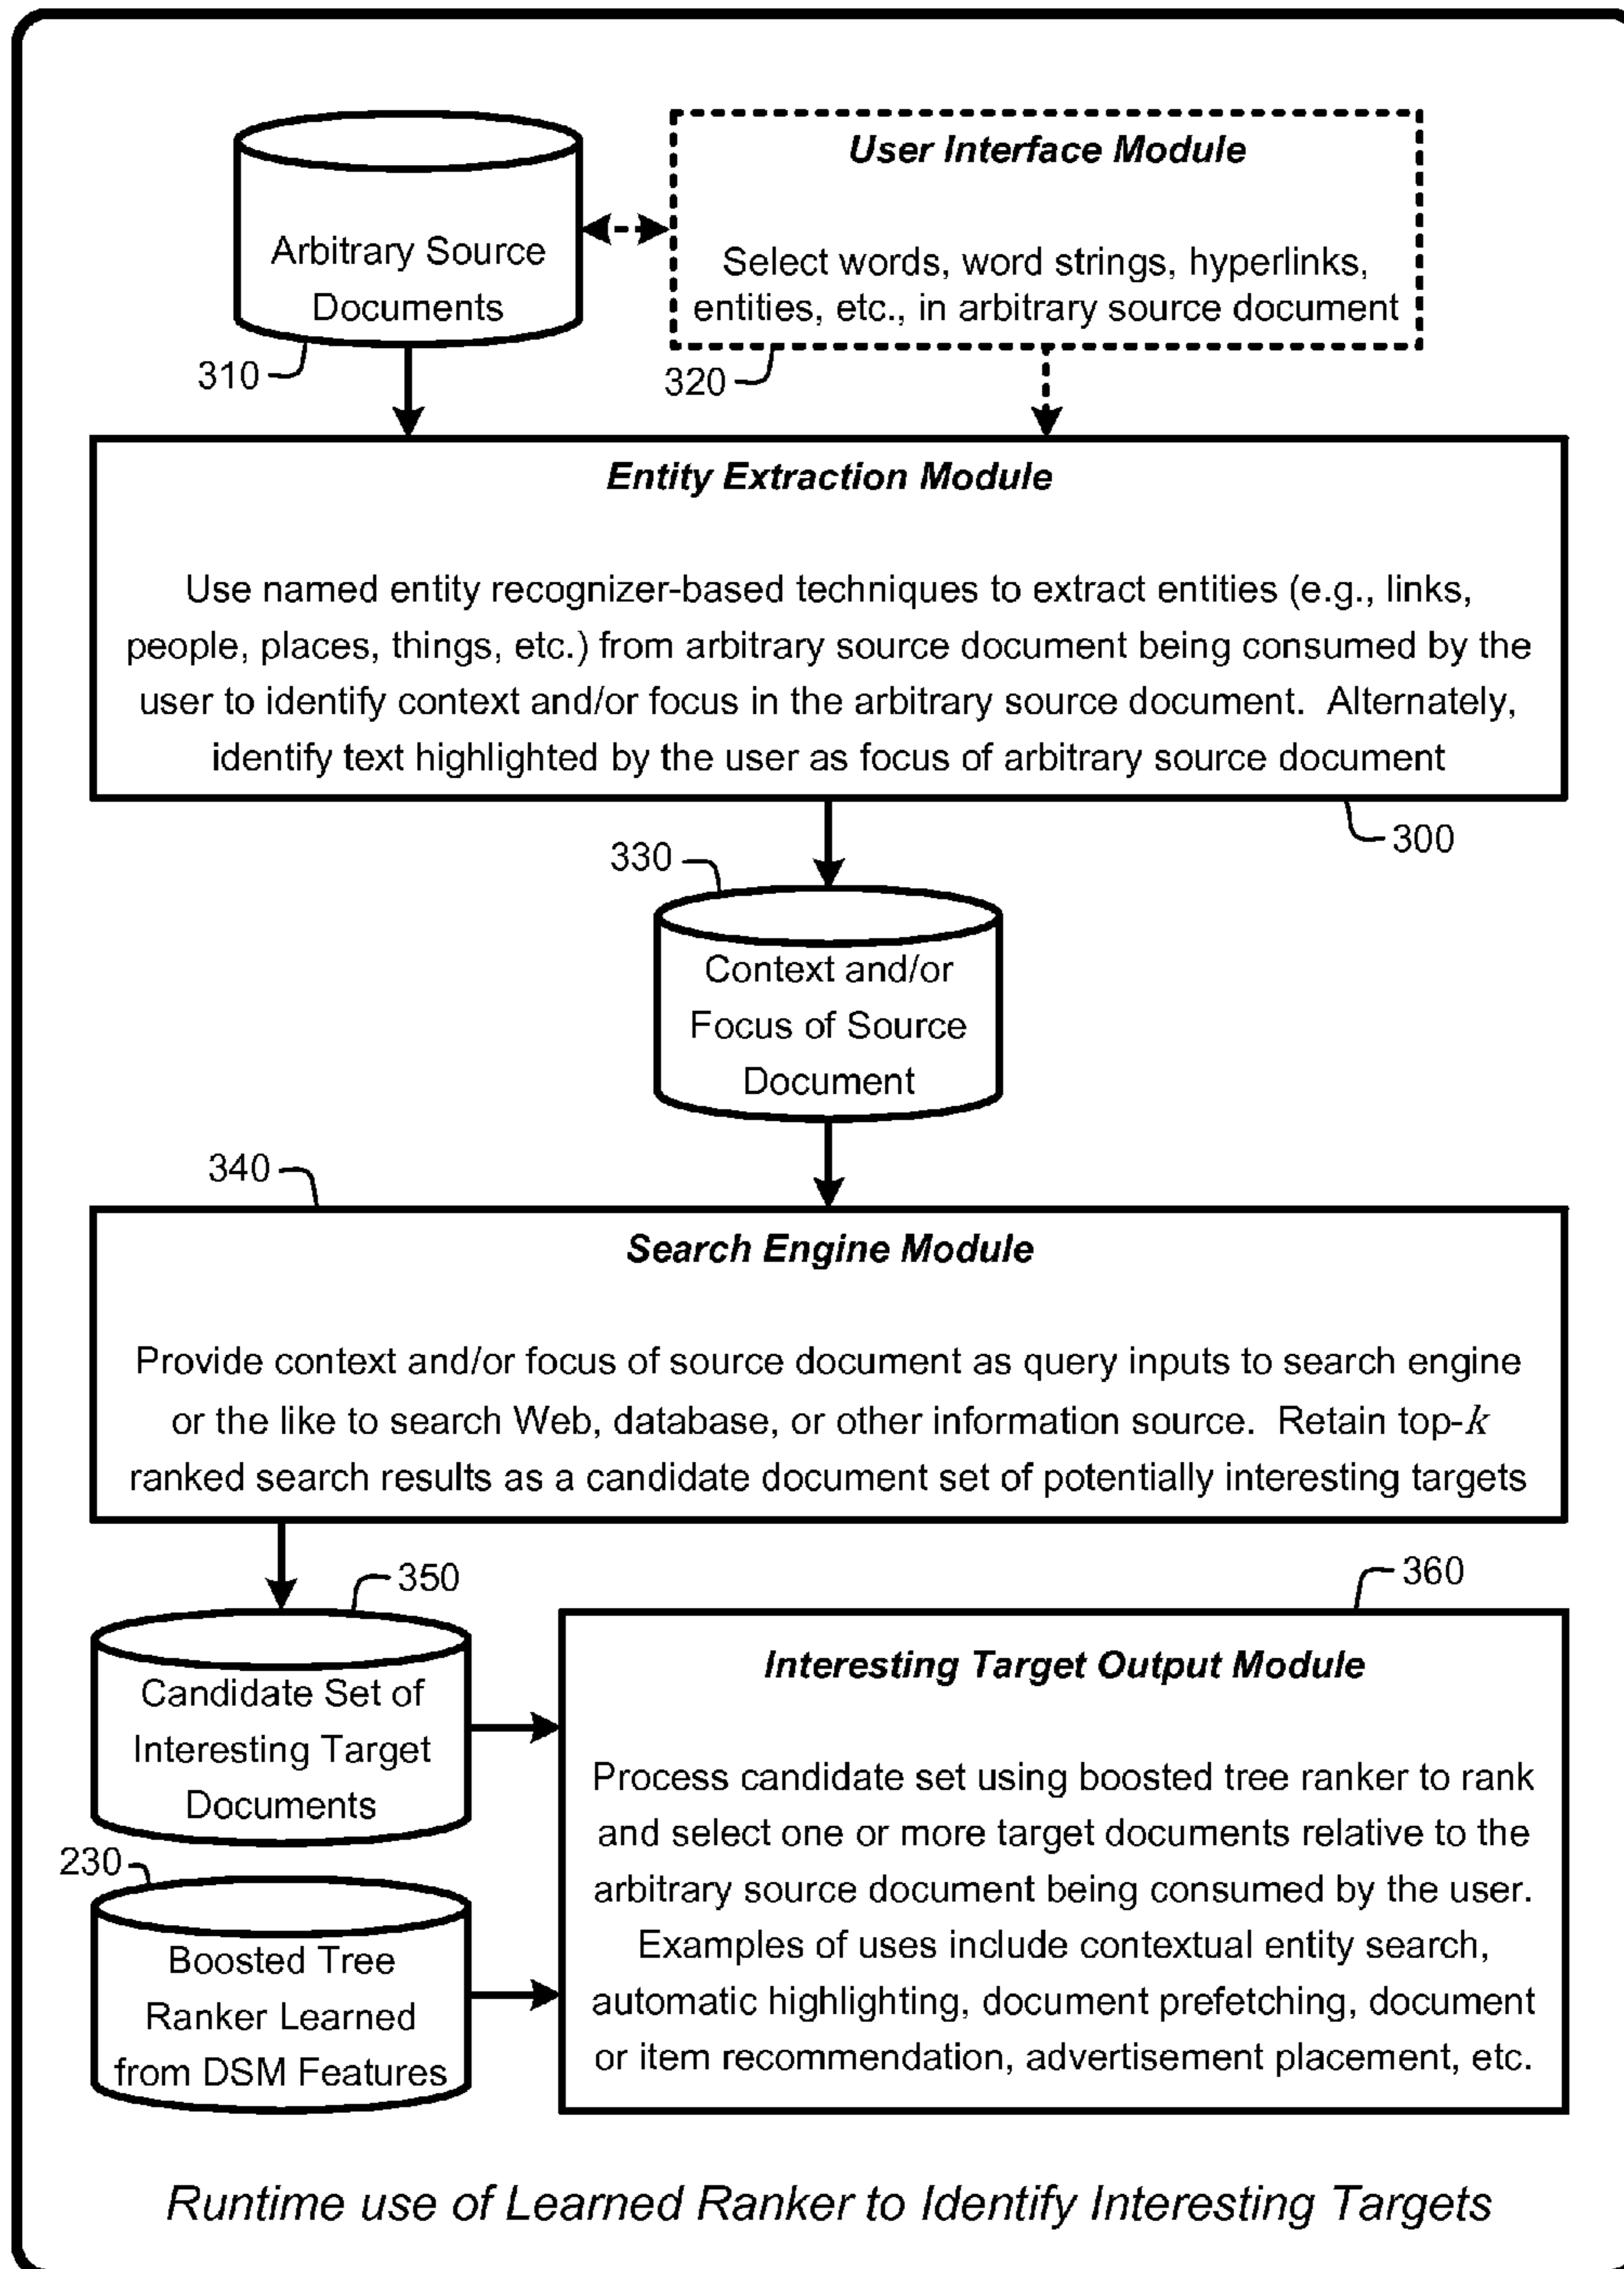 Arbitrary Source
Documents
310
User Interface Module
Select words, word strings, hyperlinks,
entities, etc., in arbitrary source document
320
Entity Extraction Module
Use named entity recognizer-based techniques to extract entities (e.g., links,
people, places, things, etc.) from arbitrary source document being consumed by the
user to identify context and/or focus in the arbitrary source document.  Alternately,
identify text highlighted by the user as focus of arbitrary source document
300
330
Context and/or
Focus of Source
Document
340
Search Engine Module
Provide context and/or focus of source document as query inputs to search engine
or the like to search Web, database, or other information source.  Retain top-k
ranked search results as a candidate document set of potentially interesting targets
350
Candidate Set of
Interesting Target
Documents
230
Boosted Tree
Ranker Learned
from DSM Features
360
Interesting Target Output Module
Process candidate set using boosted tree ranker to rank
and select one or more target documents relative to the
arbitrary source document being consumed by the user.
Examples of uses include contextual entity search,
automatic highlighting, document prefetching, document
or item recommendation, advertisement placement, etc.
Runtime use of Learned Ranker to Identify Interesting Targets